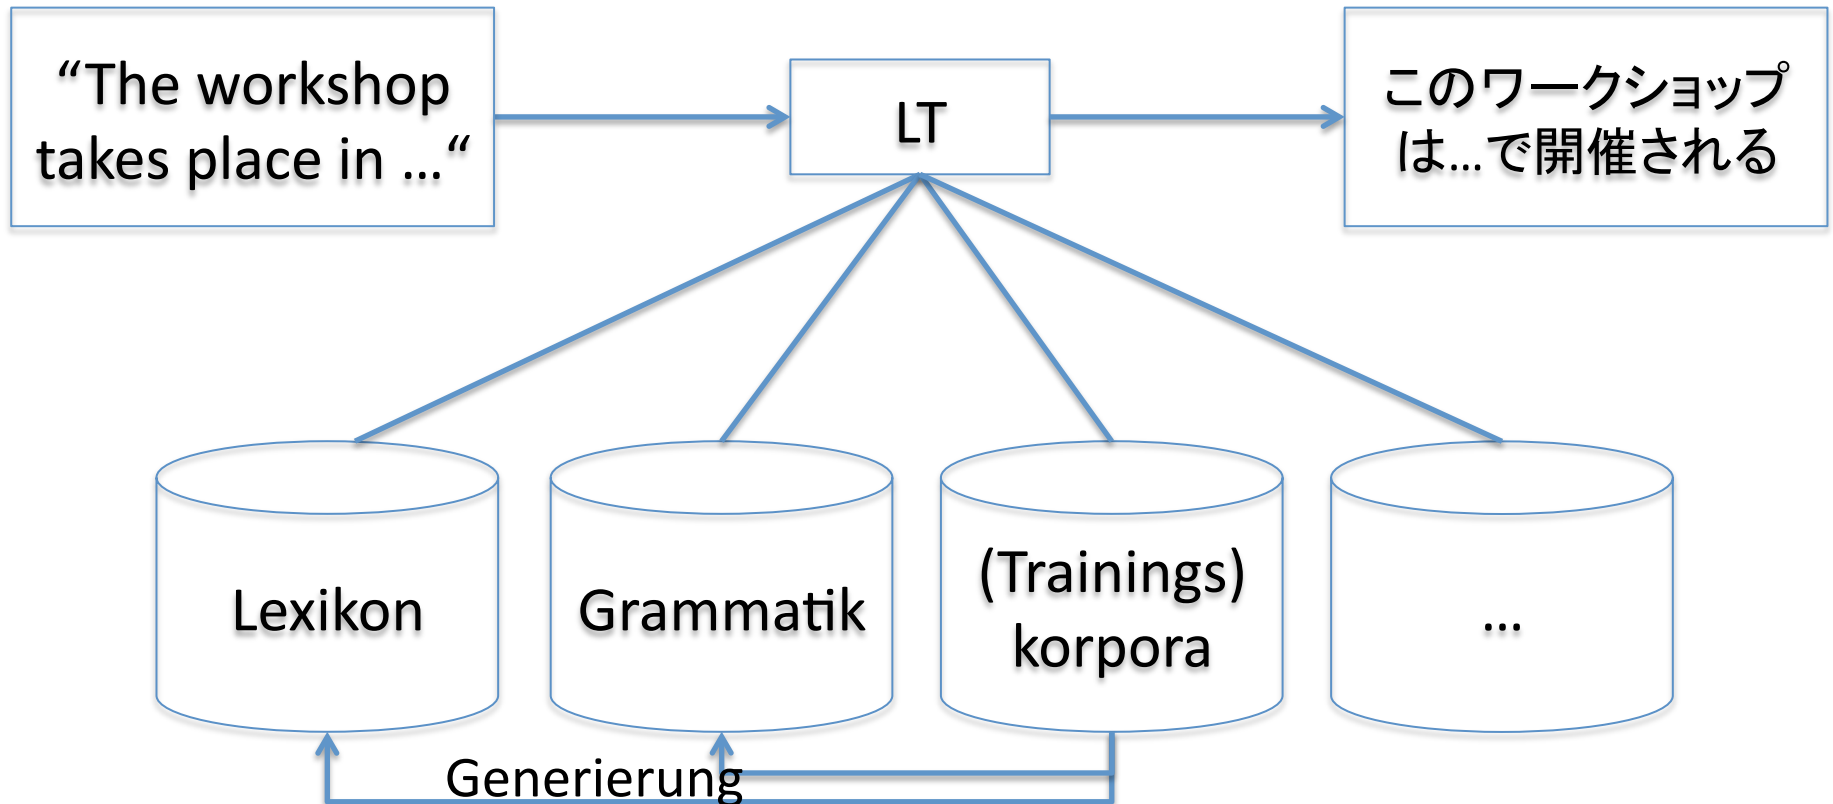 “The workshop
takes place in ...“
LT
このワークショップ
は...で開催される
Lexikon
Grammatik
(Trainings)
korpora
...
Generierung